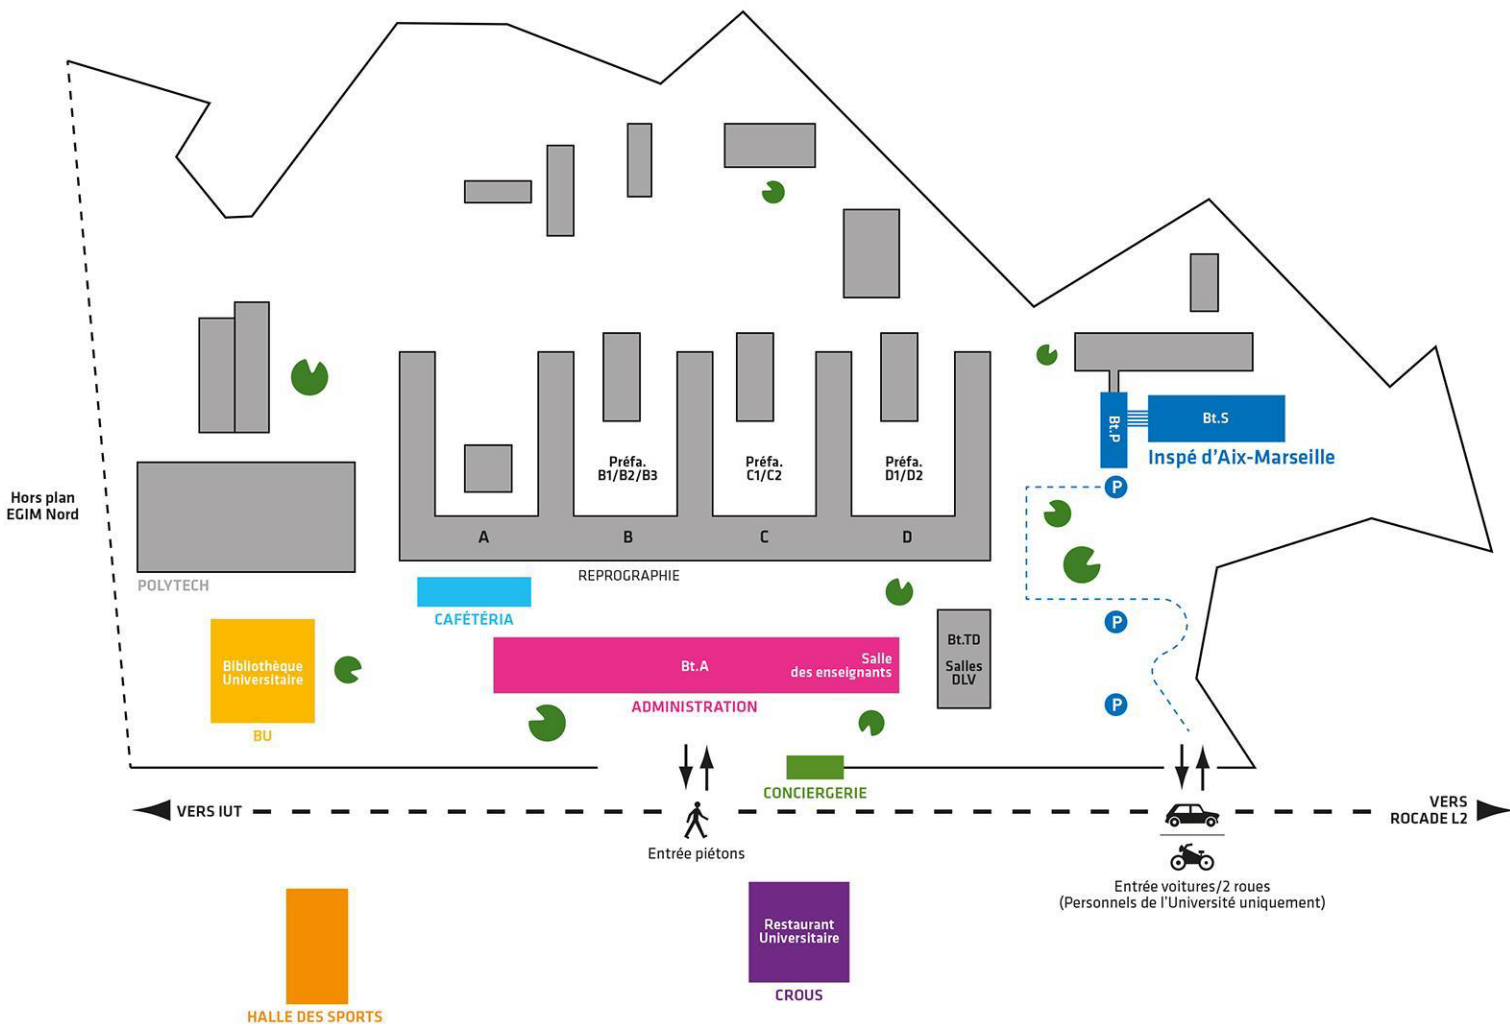 Bt.S
Bt.P
Inspé d'Aix-Marseille
P
Préfa.
B1/B2/B3
Préfa.
C1/C2
Préfa.
D1/D2
Hors plan
EGIM Nord
A
B
C
D
REPROGRAPHIE
POLYTECH
CAFÉTÉRIA
P
Bibliothèque
Universitaire
BU
Bt.A
Salle
des enseignants
ADMINISTRATION
Bt.TD
Salles
DLV
P
CONCIERGERIE
VERS IUT
VERS
ROCADE L2
Entrée piétons
Entrée voitures/2 roues
(Personnels de l'Université uniquement)
Restaurant
Universitaire
CROUS
HALLE DES SPORTS